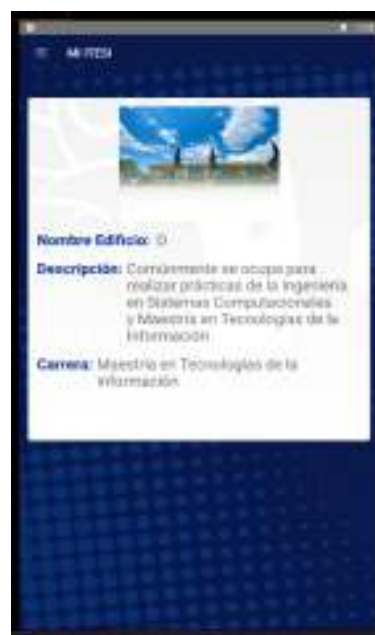 MI ITESI
Nombre Edificio: D
Descripción: Comúnmente se ocupa para
realizar prácticas de la Ingeniería
en Sistemas Computacionales
y Maestría en Tecnologías de la
Información
Carrera: Maestría en Tecnologías de la
Información